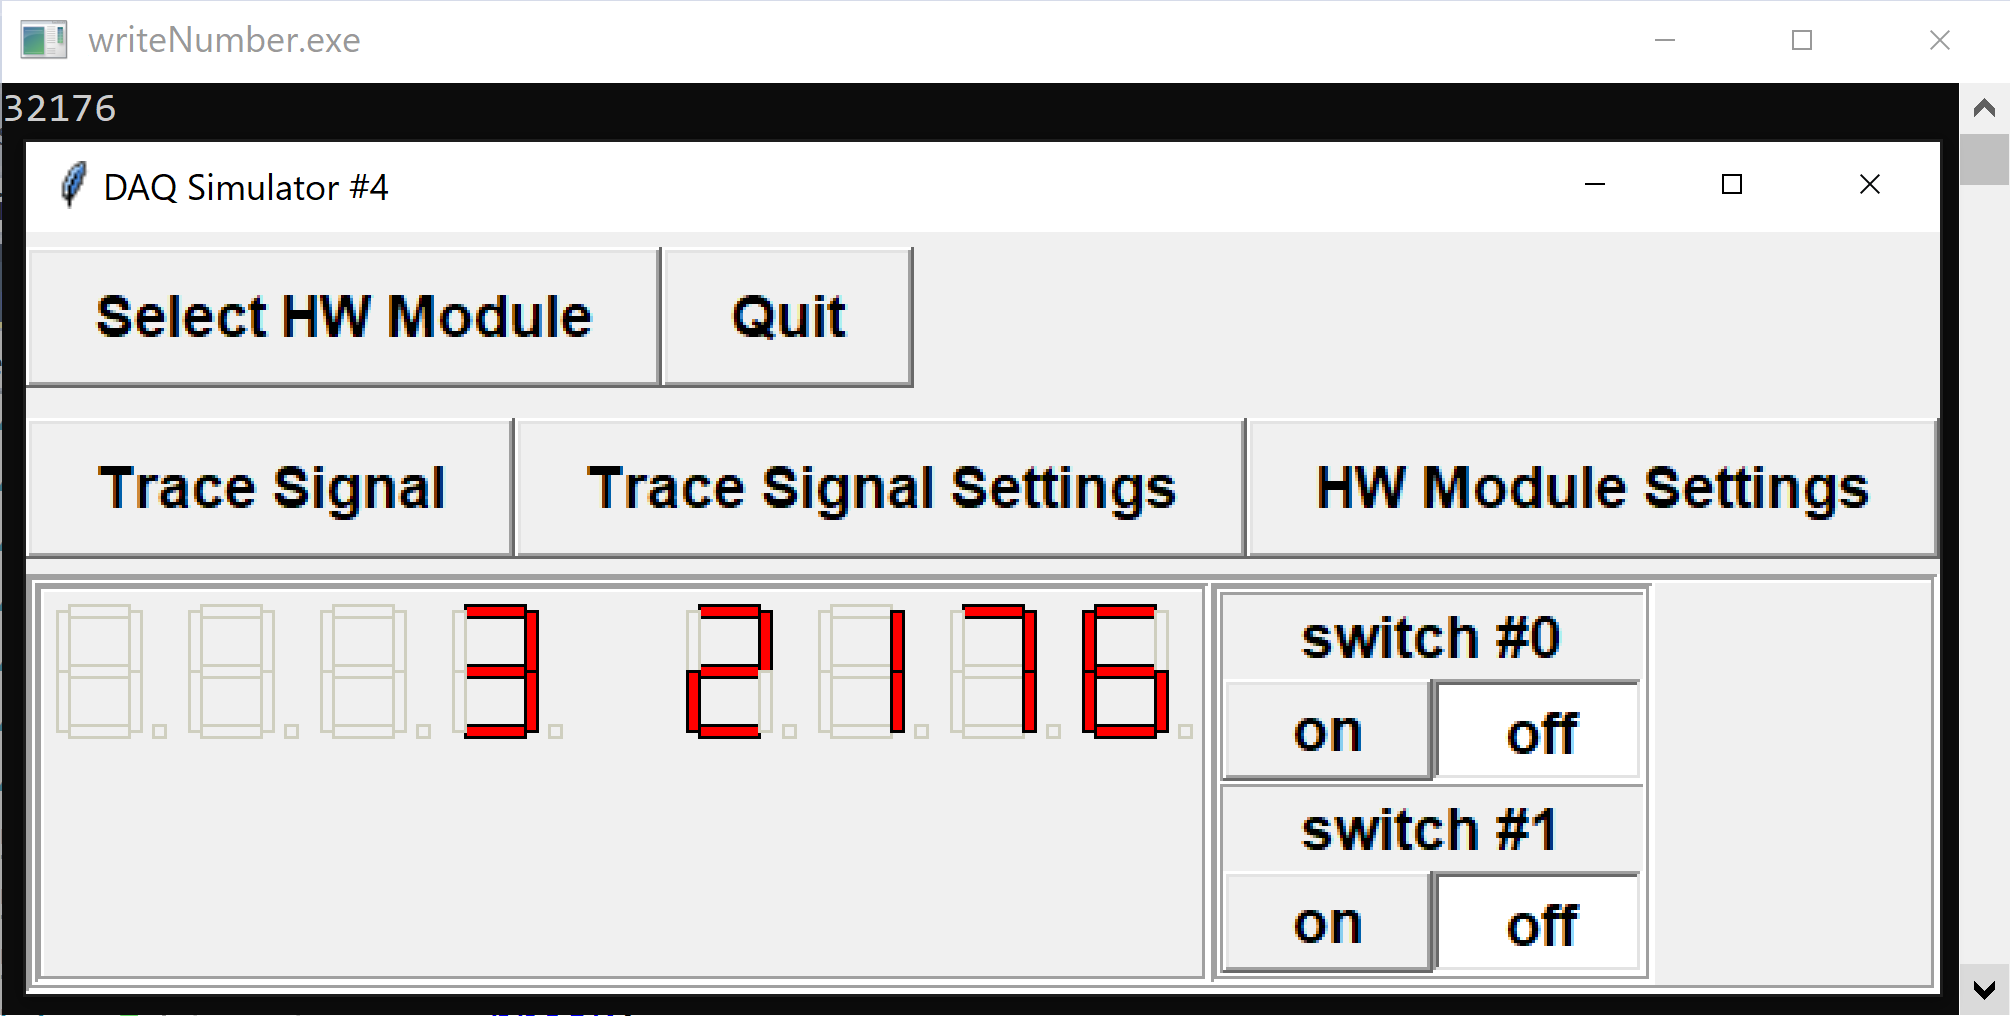 writeNumber.exe
32176
DAQ Simulator #4
Select HW Module Quit
Trace Signal Trace Signal Settings HW Module Settings
3 2176
switch #0
on off
switch #1
on off